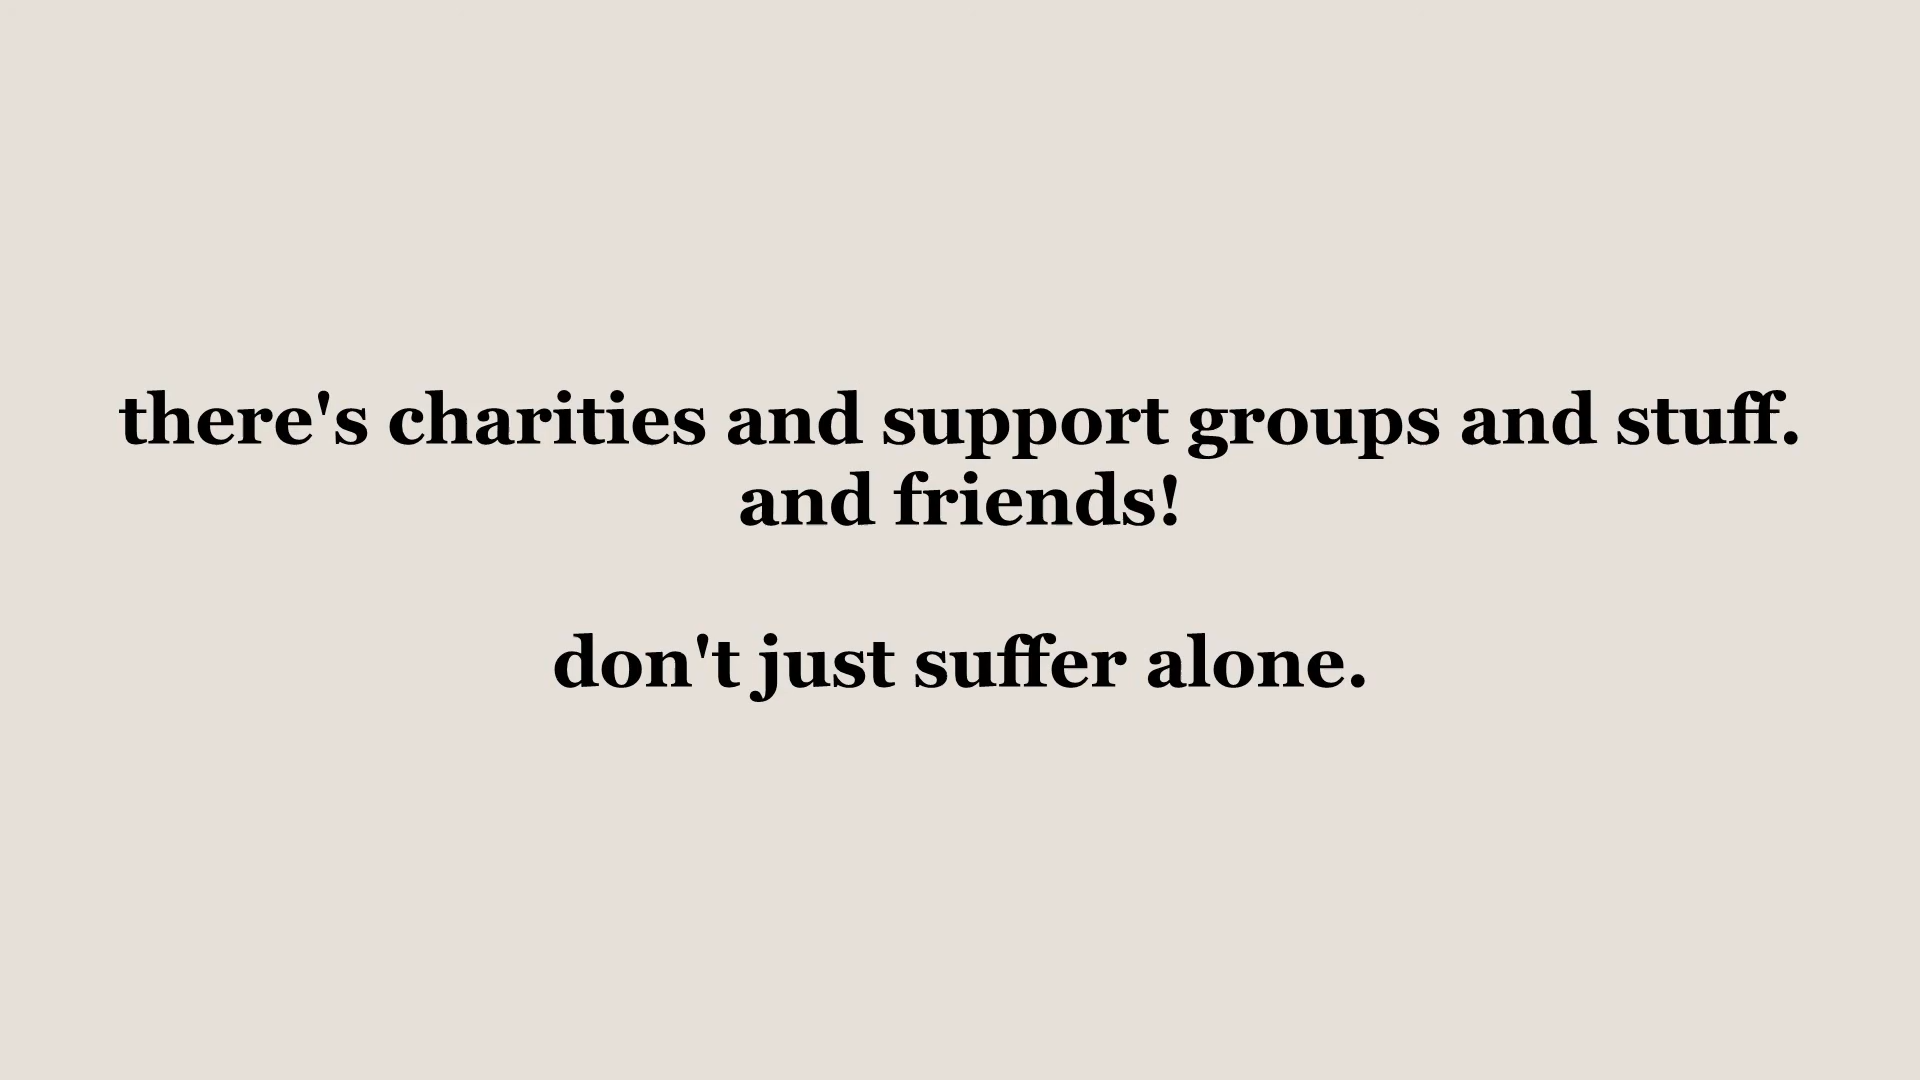 there's charities and support groups and stuff.
and friends!
don't just suffer alone.